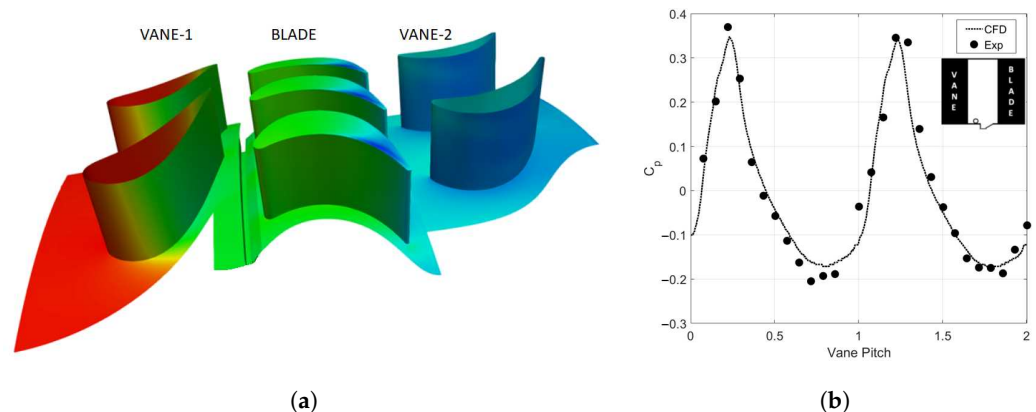 VANE-1 BLADE VANE-2
0.4
0.3
0.2
0.1
0
–0.1
–0.2
–0.3
C_p
0 0.5 1 1.5 2
Vane Pitch
CFD
Exp
VANE
BLADE
(a) (b)